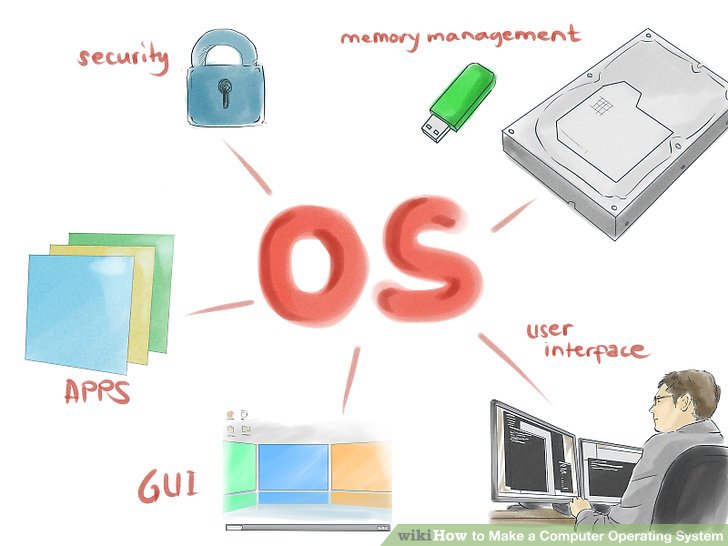 security
memory management
OS
APPS
user
interface
GUI
wikiHow to Make a Computer Operating System